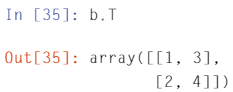 In [35]: b.T
Out[35]: array([[1, 3],
[2, 4]])